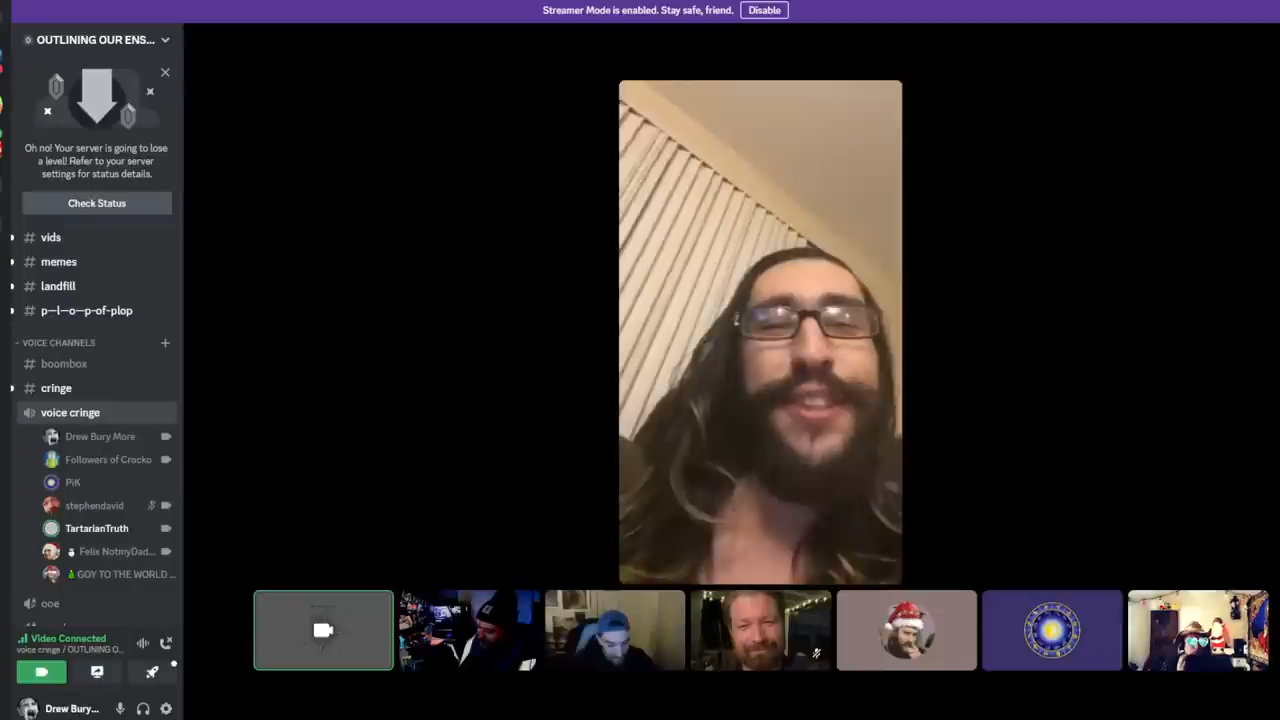 Streamer Mode is enabled. Stay safe, friend. Disable
OUTLINING OUR ENS...
Oh no! Your server is going to lose
a level! Refer to your server
settings for status details.
Check Status
# vids
# memes
# landfill
# p—l—o—p-of-plop
VOICE CHANNELS
# boombox
# cringe
voice cringe
Drew Bury More
Followers of Crocko
PiK
stephendavid
TartarianTruth
Felix NotmyDad...
GOY TO THE WORLD ...
ooe
Video Connected
voice cringe / OUTLINING O...
Drew Bury...